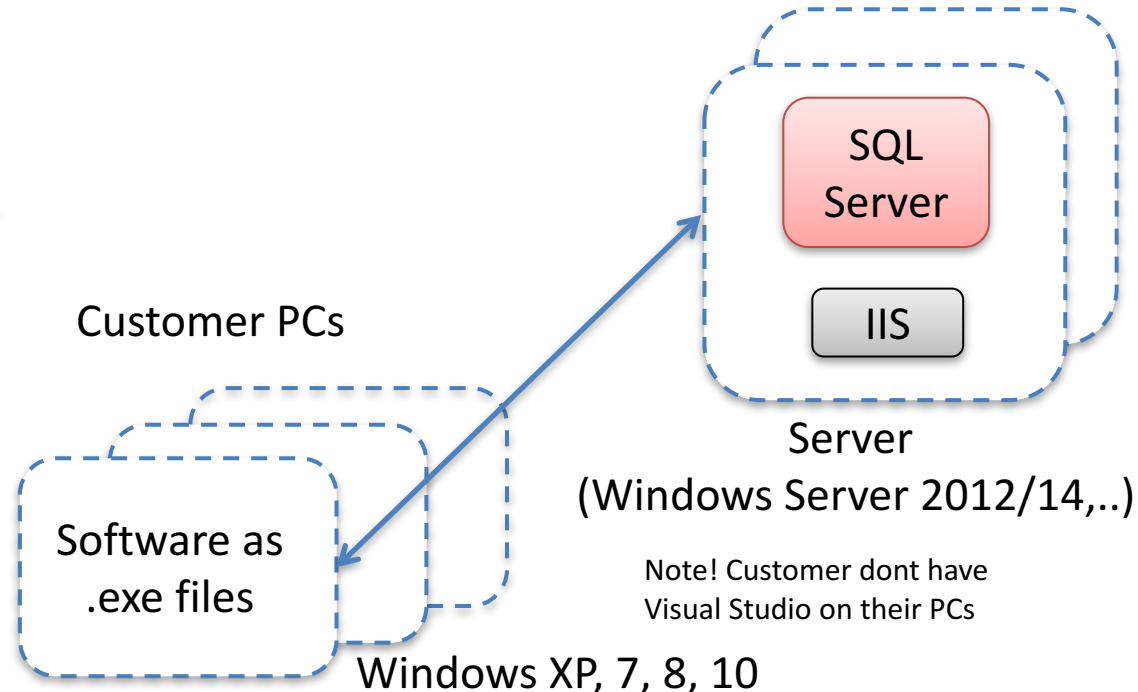 SQL
Server
IIS
Customer PCs
Server
(Windows Server 2012/14,..)
Software as
.exe files
Note! Customer dont have
Visual Studio on their PCs
Windows XP, 7, 8, 10